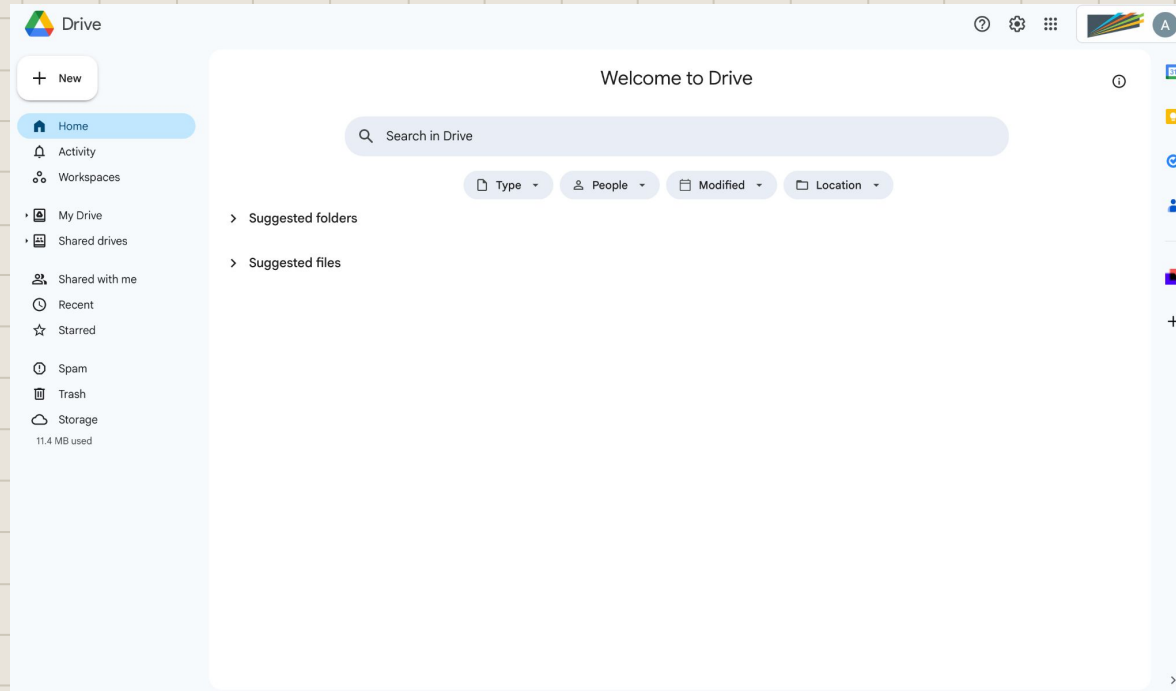 Drive
A
New
Welcome to Drive
31
Home
Search in Drive
Activity
Workspaces
Type
People
Modified
Location
My Drive
Suggested folders
Shared drives
Suggested files
Shared with me
Recent
Starred
Spam
Trash
Storage
11.4 MB used